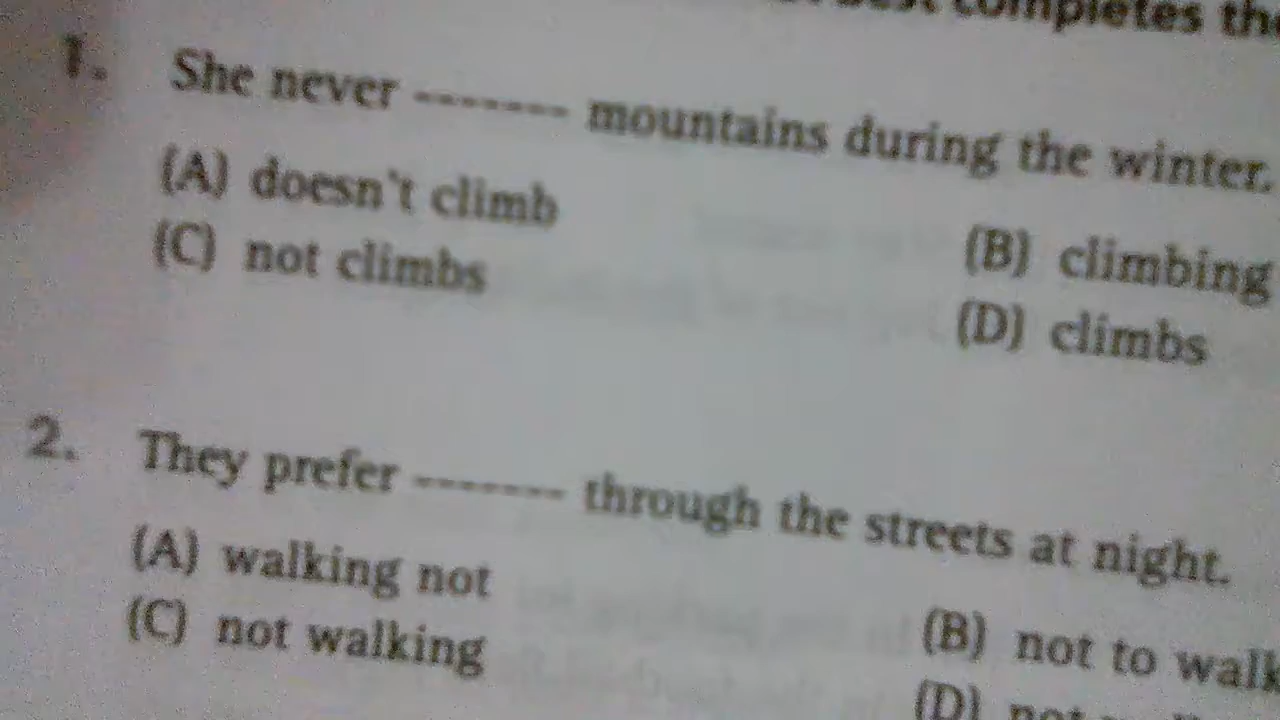 completes the
1. She never ------- mountains during the winter.
(A) doesn't climb
(B) climbing
(C) not climbs
(D) climbs
2. They prefer ------- through the streets at night.
(A) walking not
(B) not to walk
(C) not walking
(D) not